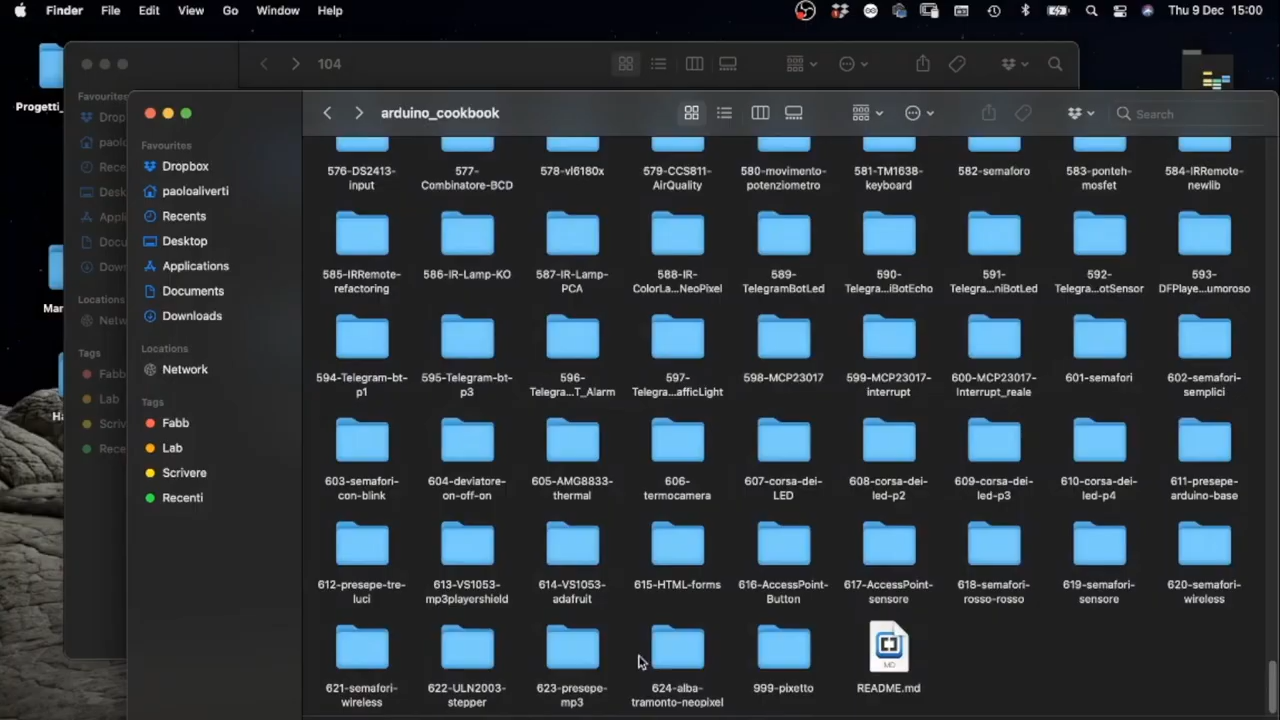 Finder File Edit View Go Window Help Thu 9 Dec 15:00
104
Progetti_
Favourites
Drop
paolo
Rece
Desk
Appl
Docu
Down
Locations
Netw
Tags
Fabb
Lab
Scriv
Rece
Mar
Ha
arduino_cookbook
Search
Favourites
Dropbox
paoloaliverti
Recents
Desktop
Applications
Documents
Downloads
Locations
Network
Tags
Fabb
Lab
Scrivere
Recenti
576-DS2413-
input
577-
Combinatore-BCD
578-vl6180x
579-CCS811-
AirQuality
580-movimento-
potenziometro
581-TM1638-
keyboard
582-semaforo
583-ponteh-
mosfet
584-IRRemote-
newlib
585-IRRemote-
refactoring
586-IR-Lamp-KO
587-IR-Lamp-
PCA
588-IR-
ColorLa...NeoPixel
589-
TelegramBotLed
590-
Telegra...iBotEcho
591-
Telegra...niBotLed
592-
Telegra...otSensor
593-
DFPlaye...umoroso
594-Telegram-bt-
p1
595-Telegram-bt-
p3
596-
Telegra...T_Alarm
597-
Telegra...afficLight
598-MCP23017
599-MCP23017-
interrupt
600-MCP23017-
Interrupt_reale
601-semafori
602-semafori-
semplici
603-semafori-
con-blink
604-deviatore-
on-off-on
605-AMG8833-
thermal
606-
termocamera
607-corsa-dei-
LED
608-corsa-dei-
led-p2
609-corsa-dei-
led-p3
610-corsa-dei-
led-p4
611-presepe-
arduino-base
612-presepe-tre-
luci
613-VS1053-
mp3playershield
614-VS1053-
adafruit
615-HTML-forms
616-AccessPoint-
Button
617-AccessPoint-
sensore
618-semafori-
rosso-rosso
619-semafori-
sensore
620-semafori-
wireless
621-semafori-
wireless
622-ULN2003-
stepper
623-presepe-
mp3
624-alba-
tramonto-neopixel
999-pixetto
MD
README.md